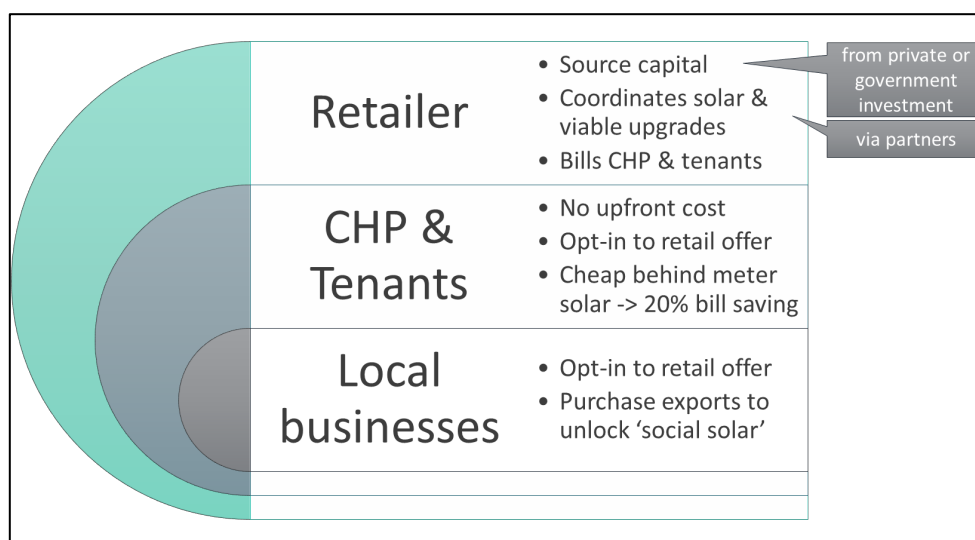 Retailer
• Source capital
• Coordinates solar &
viable upgrades
• Bills CHP & tenants
from private or
government
investment
via partners
CHP &
Tenants
• No upfront cost
• Opt-in to retail offer
• Cheap behind meter
solar -> 20% bill saving
Local
businesses
• Opt-in to retail offer
• Purchase exports to
unlock ‘social solar’